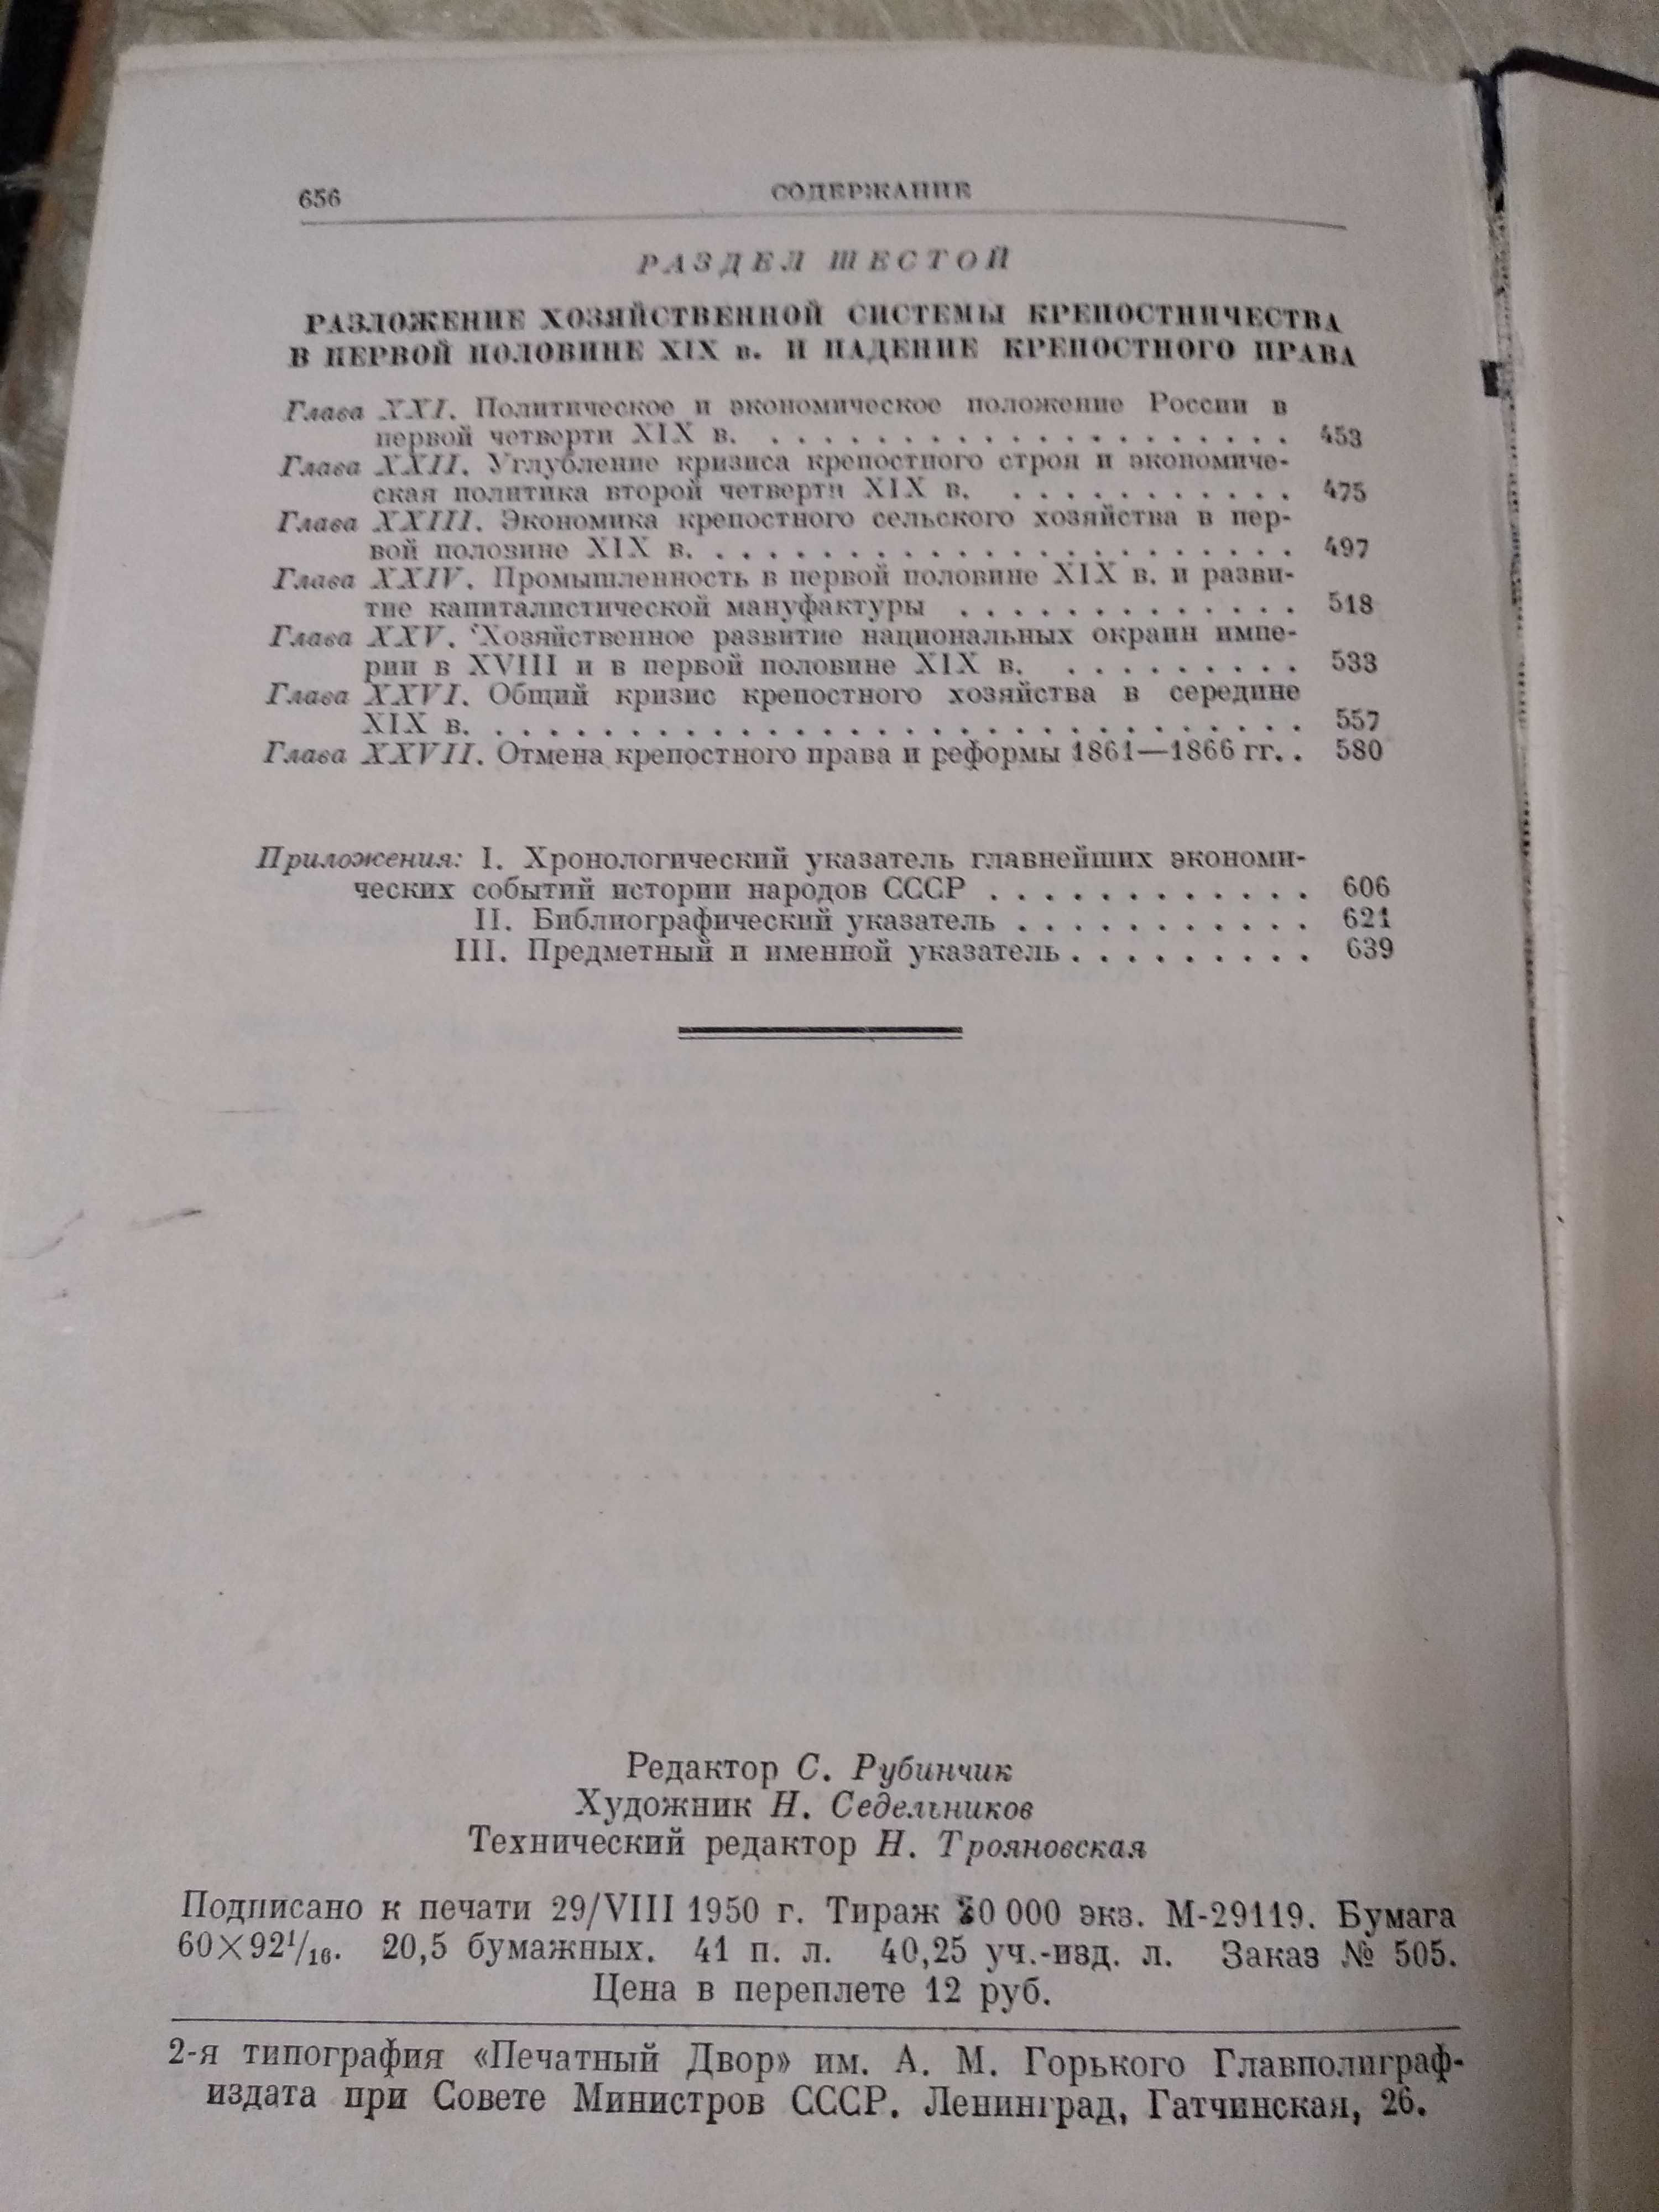 656 СОДЕРЖАНИЕ
РАЗДЕЛ ШЕСТОЙ
РАЗЛОЖЕНИЕ ХОЗЯЙСТВЕННОЙ СИСТЕМЫ КРЕПОСТНИЧЕСТВА
В ПЕРВОЙ ПОЛОВИНЕ XIX в. И ПАДЕНИЕ КРЕПОСТНОГО ПРАВА
Глава XXI. Политическое и экономическое положение России в
первой четверти XIX в. . . . . . . . . . . . . . . . . . . . . 453
Глава XXII. Углубление кризиса крепостного строя и экономиче-
ская политика второй четверти XIX в. . . . . . . . . . . . 475
Глава XXIII. Экономика крепостного сельского хозяйства в пер-
вой половине XIX в. . . . . . . . . . . . . . . . . . . . . . . 497
Глава XXIV. Промышленность в первой половине XIX в. и разви-
тие капиталистической мануфактуры . . . . . . . . . . . . . 518
Глава XXV. Хозяйственное развитие национальных окраин импе-
рии в XVIII и в первой половине XIX в. . . . . . . . . . 533
Глава XXVI. Общий кризис крепостного хозяйства в середине
XIX в. . . . . . . . . . . . . . . . . . . . . . . . . . . . . . . . 557
Глава XXVII. Отмена крепостного права и реформы 1861—1866 гг. . 580
Приложения: I. Хронологический указатель главнейших экономи-
ческих событий истории народов СССР . . . . . . . . . . . . 606
II. Библиографический указатель . . . . . . . . . . . 621
III. Предметный и именной указатель . . . . . . . . . 639
Редактор С. Рубинчик
Художник Н. Седельников
Технический редактор Н. Трояновская
Подписано к печати 29/VIII 1950 г. Тираж 000 экз. М-29119. Бумага
60×92¹/₁₆. 20,5 бумажных. 41 п. л. 40,25 уч.-изд. л. Заказ № 505.
Цена в переплете 12 руб.
2-я типография «Печатный Двор» им. А. М. Горького Главполиграф-
издата при Совете Министров СССР. Ленинград, Гатчинская, 26.